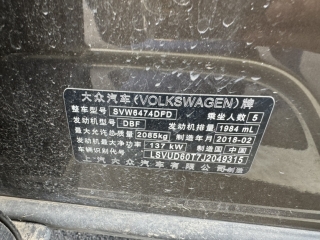 大众汽车(VOLKSWAGEN)牌
整车型号 SVW6474DPD 乘坐人数 5
发动机型号 DBF 发动机排量 1984 mL
最大允许总质量 2085kg 制造年月 2018-02
发动机最大净功率 137 kW 制造国 中国
车辆识别代号 LSVUD60T7J2049315
上汽大众汽车有限公司制造